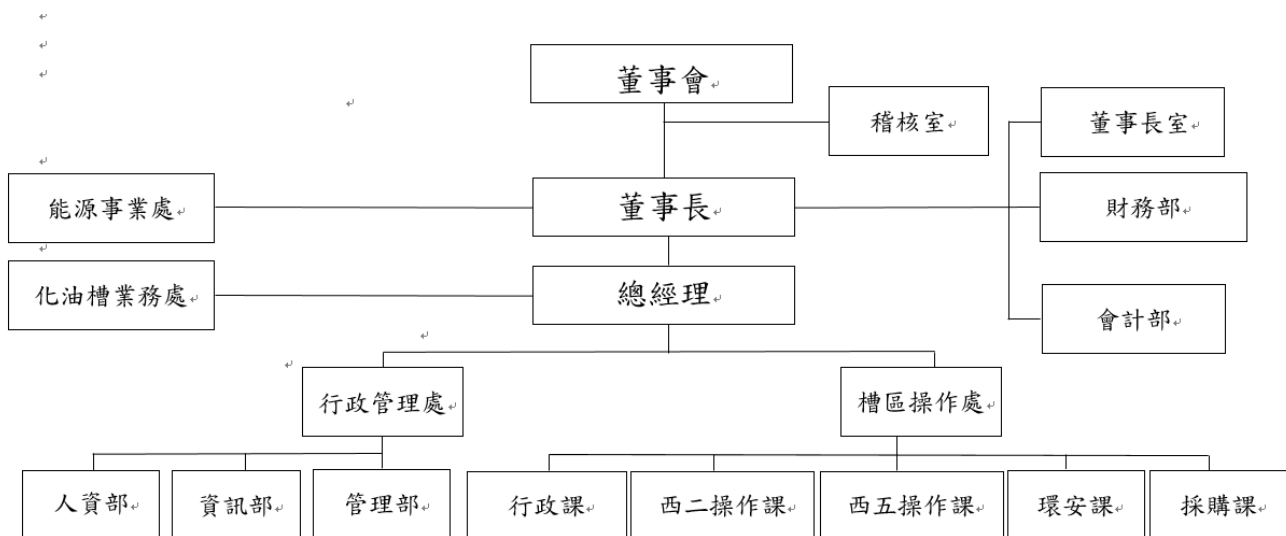 董事會
稽核室
董事長室
能源事業處
董事長
財務部
化油槽業務處
總經理
會計部
行政管理處
槽區操作處
人資部
資訊部
管理部
行政課
西二操作課
西五操作課
環安課
採購課